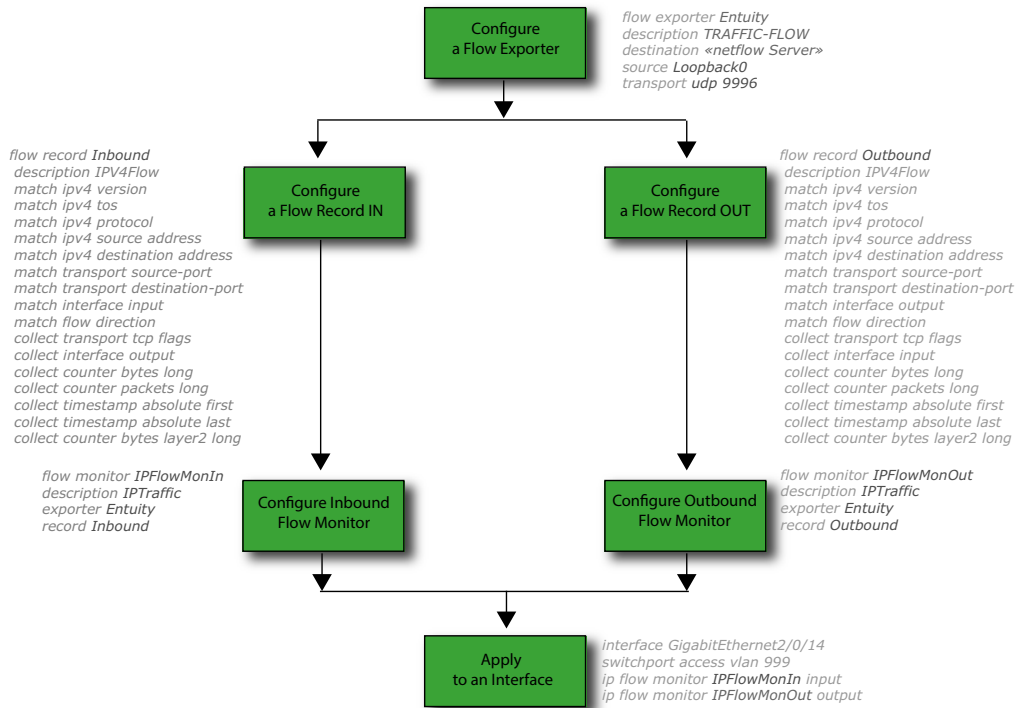 Configure
a Flow Exporter
flow exporter Entuity
description TRAFFIC-FLOW
destination «netflow Server»
source Loopback0
transport udp 9996
flow record Inbound
description IPV4Flow
match ipv4 version
match ipv4 tos
match ipv4 protocol
match ipv4 source address
match ipv4 destination address
match transport source-port
match transport destination-port
match interface input
match flow direction
collect transport tcp flags
collect interface output
collect counter bytes long
collect counter packets long
collect timestamp absolute first
collect timestamp absolute last
collect counter bytes layer2 long
Configure
a Flow Record IN
Configure
a Flow Record OUT
flow record Outbound
description IPV4Flow
match ipv4 version
match ipv4 tos
match ipv4 protocol
match ipv4 source address
match ipv4 destination address
match transport source-port
match transport destination-port
match interface output
match flow direction
collect transport tcp flags
collect interface input
collect counter bytes long
collect counter packets long
collect timestamp absolute first
collect timestamp absolute last
collect counter bytes layer2 long
flow monitor IPFlowMonIn
description IPTraffic
exporter Entuity
record Inbound
Configure Inbound
Flow Monitor
Configure Outbound
Flow Monitor
flow monitor IPFlowMonOut
description IPTraffic
exporter Entuity
record Outbound
Apply
to an Interface
interface GigabitEthernet2/0/14
switchport access vlan 999
ip flow monitor IPFlowMonIn input
ip flow monitor IPFlowMonOut output